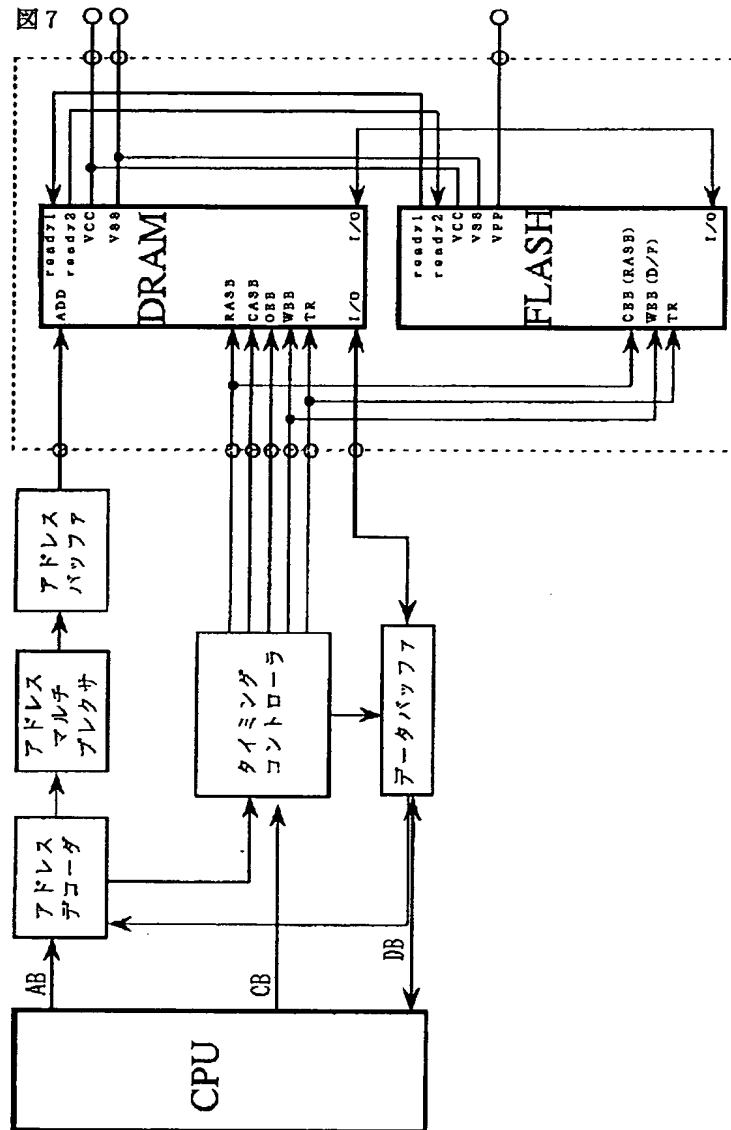 図7
ready1
ready2
VCC
VSS
ADD
DRAM
RASB
CASB
OEB
WEB
TR
I/O
I/O
ready1
ready2
VCC
VSS
VPP
FLASH
CEB(RASB)
WEB(D/F)
TR
I/O
アドレス
バッファ
アドレス
マルチ
プレクサ
アドレス
デコーダ
タイミング
コントローラ
データバッファ
AB
CB
DB
CPU